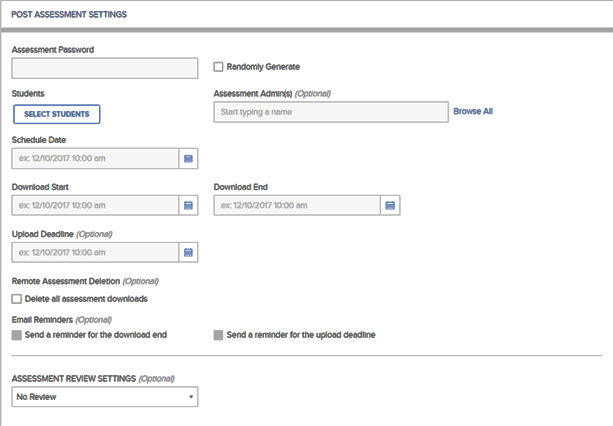 POST ASSESSMENT SETTINGS
Assessment Password
Randomly Generate
Students
Assessment Admin(s) (Optional)
SELECT STUDENTS
Start typing a name
Browse All
Schedule Date
ex: 12/10/2017 10:00 am
Download Start
Download End
ex: 12/10/2017 10:00 am
ex: 12/10/2017 10:00 am
Upload Deadline (Optional)
ex: 12/10/2017 10:00 am
Remote Assessment Deletion (Optional)
Delete all assessment downloads
Email Reminders (Optional)
Send a reminder for the download end
Send a reminder for the upload deadline
ASSESSMENT REVIEW SETTINGS (Optional)
No Review